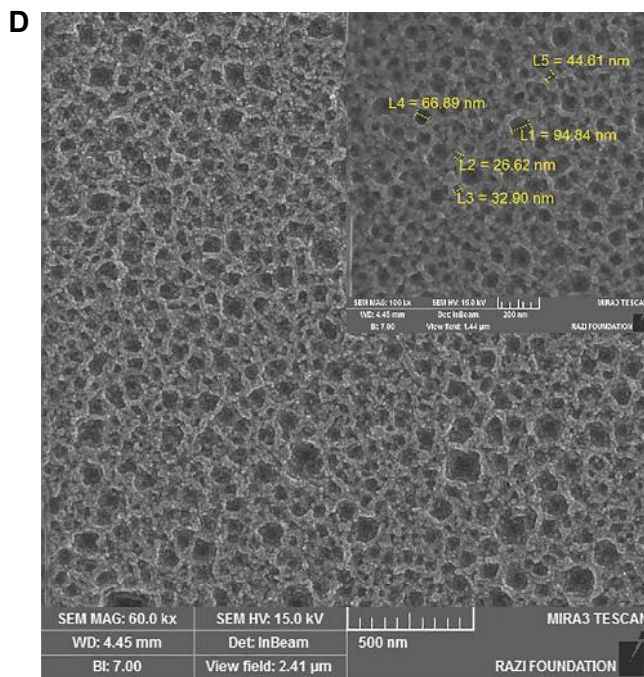 D
L5 = 44.61 nm
L4 = 66.89 nm
L1 = 94.84 nm
L2 = 26.62 nm
L3 = 32.90 nm
SEM MAG: 100 kx SEM HV: 15.0 kV MIRA3 TESCAN
WD: 4.45 mm Det: InBeam 200 nm
BI: 7.00 View field: 1.44 µm RAZI FOUNDATION
SEM MAG: 60.0 kx SEM HV: 15.0 kV MIRA3 TESCAN
WD: 4.45 mm Det: InBeam 500 nm
BI: 7.00 View field: 2.41 µm RAZI FOUNDATION